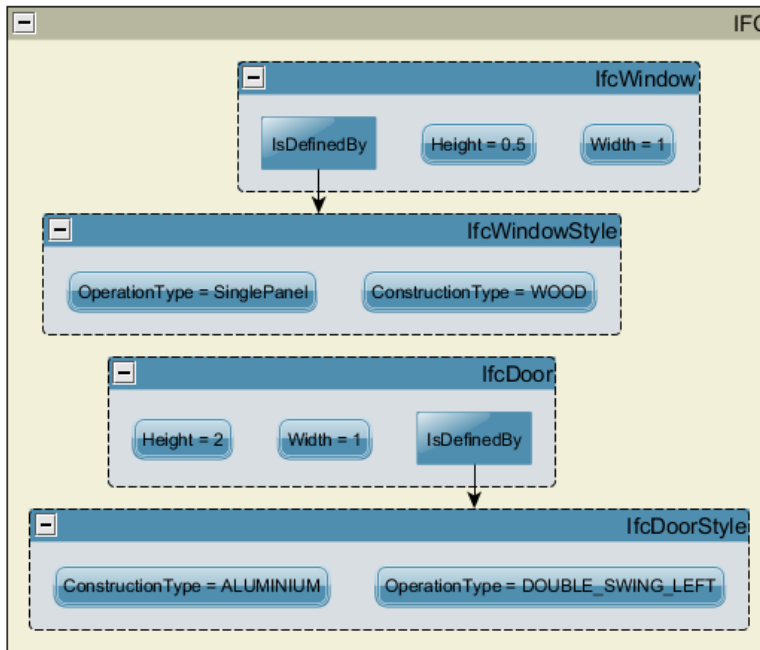 IFC
IfcWindow
IsDefinedBy
Height = 0.5
Width = 1
IfcWindowStyle
OperationType = SinglePanel
ConstructionType = WOOD
IfcDoor
Height = 2
Width = 1
IsDefinedBy
IfcDoorStyle
ConstructionType = ALUMINIUM
OperationType = DOUBLE_SWING_LEFT